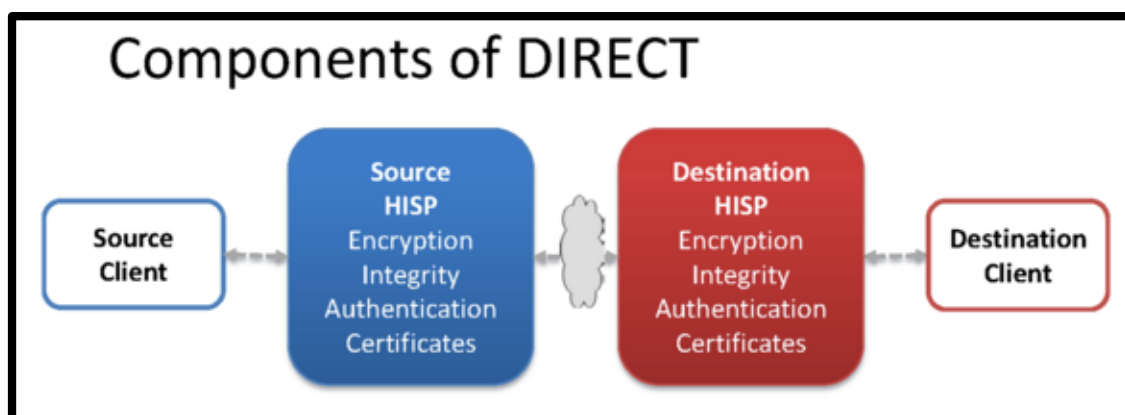 Components of DIRECT
Source
Client
Source
HISP
Encryption
Integrity
Authentication
Certificates
Destination
HISP
Encryption
Integrity
Authentication
Certificates
Destination
Client